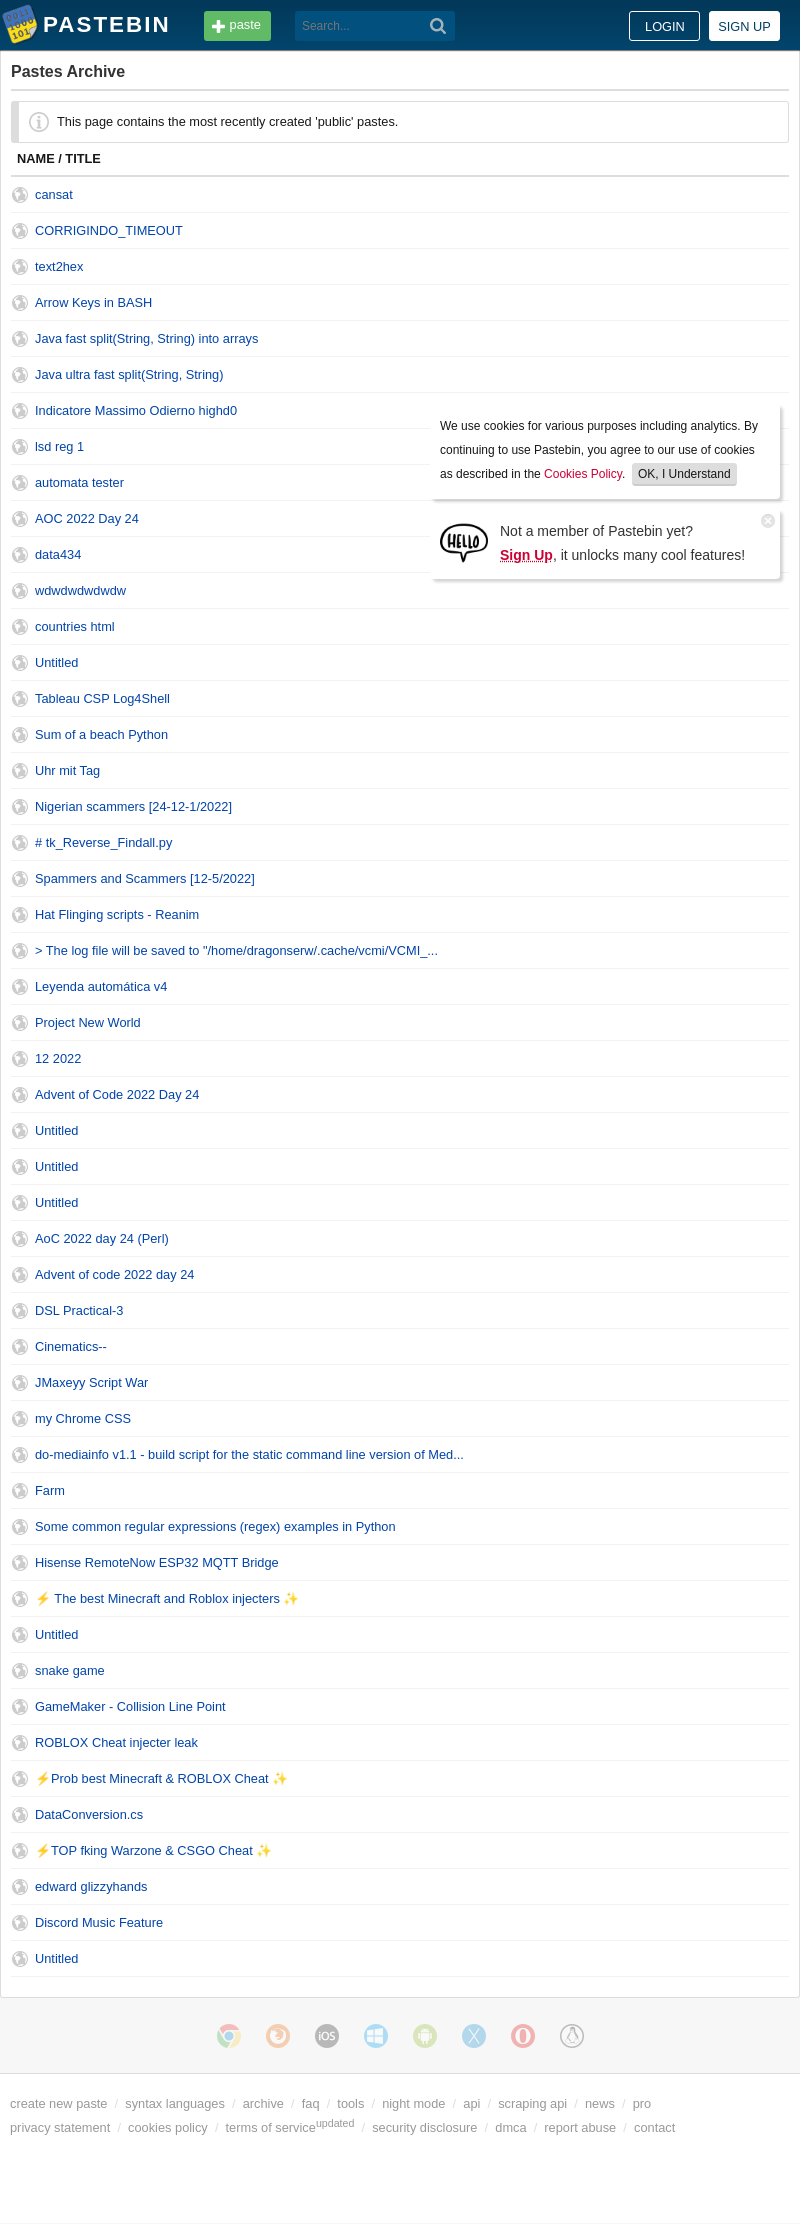 PASTEBIN paste Search... LOGIN SIGN UP
Pastes Archive
This page contains the most recently created 'public' pastes.
NAME / TITLE
cansat
CORRIGINDO_TIMEOUT
text2hex
Arrow Keys in BASH
Java fast split(String, String) into arrays
Java ultra fast split(String, String)
Indicatore Massimo Odierno highd0
lsd reg 1
automata tester
AOC 2022 Day 24
data434
wdwdwdwdwdw
We use cookies for various purposes including analytics. By
continuing to use Pastebin, you agree to our use of cookies
as described in the Cookies Policy. OK, I Understand
HELLO
Not a member of Pastebin yet?
Sign Up, it unlocks many cool features!
countries html
Untitled
Tableau CSP Log4Shell
Sum of a beach Python
Uhr mit Tag
Nigerian scammers [24-12-1/2022]
# tk_Reverse_Findall.py
Spammers and Scammers [12-5/2022]
Hat Flinging scripts - Reanim
> The log file will be saved to "/home/dragonserw/.cache/vcmi/VCMI_...
Leyenda automática v4
Project New World
12 2022
Advent of Code 2022 Day 24
Untitled
Untitled
Untitled
AoC 2022 day 24 (Perl)
Advent of code 2022 day 24
DSL Practical-3
Cinematics--
JMaxeyy Script War
my Chrome CSS
do-mediainfo v1.1 - build script for the static command line version of Med...
Farm
Some common regular expressions (regex) examples in Python
Hisense RemoteNow ESP32 MQTT Bridge
⚡ The best Minecraft and Roblox injecters ✨
Untitled
snake game
GameMaker - Collision Line Point
ROBLOX Cheat injecter leak
⚡Prob best Minecraft & ROBLOX Cheat ✨
DataConversion.cs
⚡TOP fking Warzone & CSGO Cheat ✨
edward glizzyhands
Discord Music Feature
Untitled
iOS
create new paste / syntax languages / archive / faq / tools / night mode / api / scraping api / news / pro
privacy statement / cookies policy / terms of service updated / security disclosure / dmca / report abuse / contact